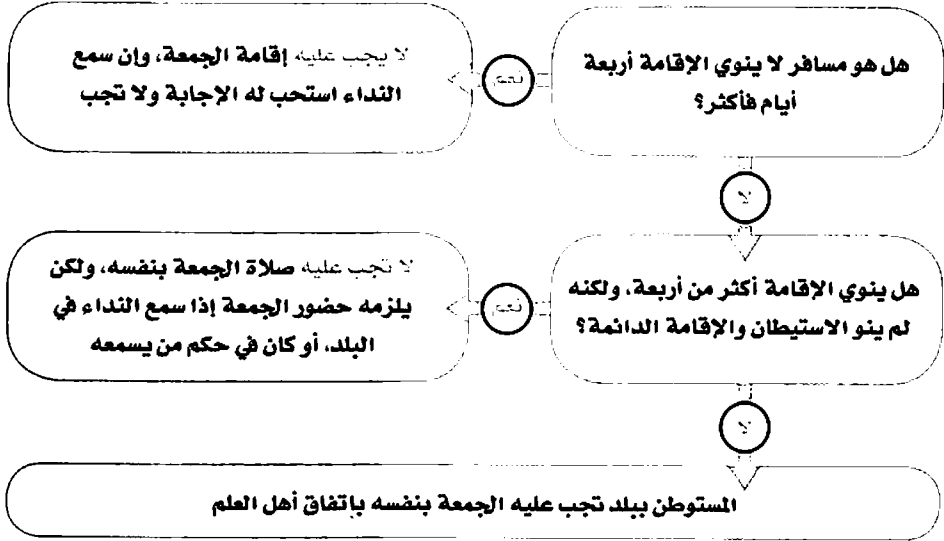 هل هو مسافر لا ينوي الإقامة أربعة
أيام فأكثر؟
نعم
لا يجب عليه إقامة الجمعة، وإن سمع
النداء استحب له الإجابة ولا تجب
لا
هل ينوي الإقامة أكثر من أربعة، ولكنه
لم ينو الاستيطان والإقامة الدائمة؟
نعم
لا تجب عليه صلاة الجمعة بنفسه، ولكن
يلزمه حضور الجمعة إذا سمع النداء في
البلد، أو كان في حكم من يسمعه
لا
المستوطن ببلد تجب عليه الجمعة بنفسه بإتفاق أهل العلم